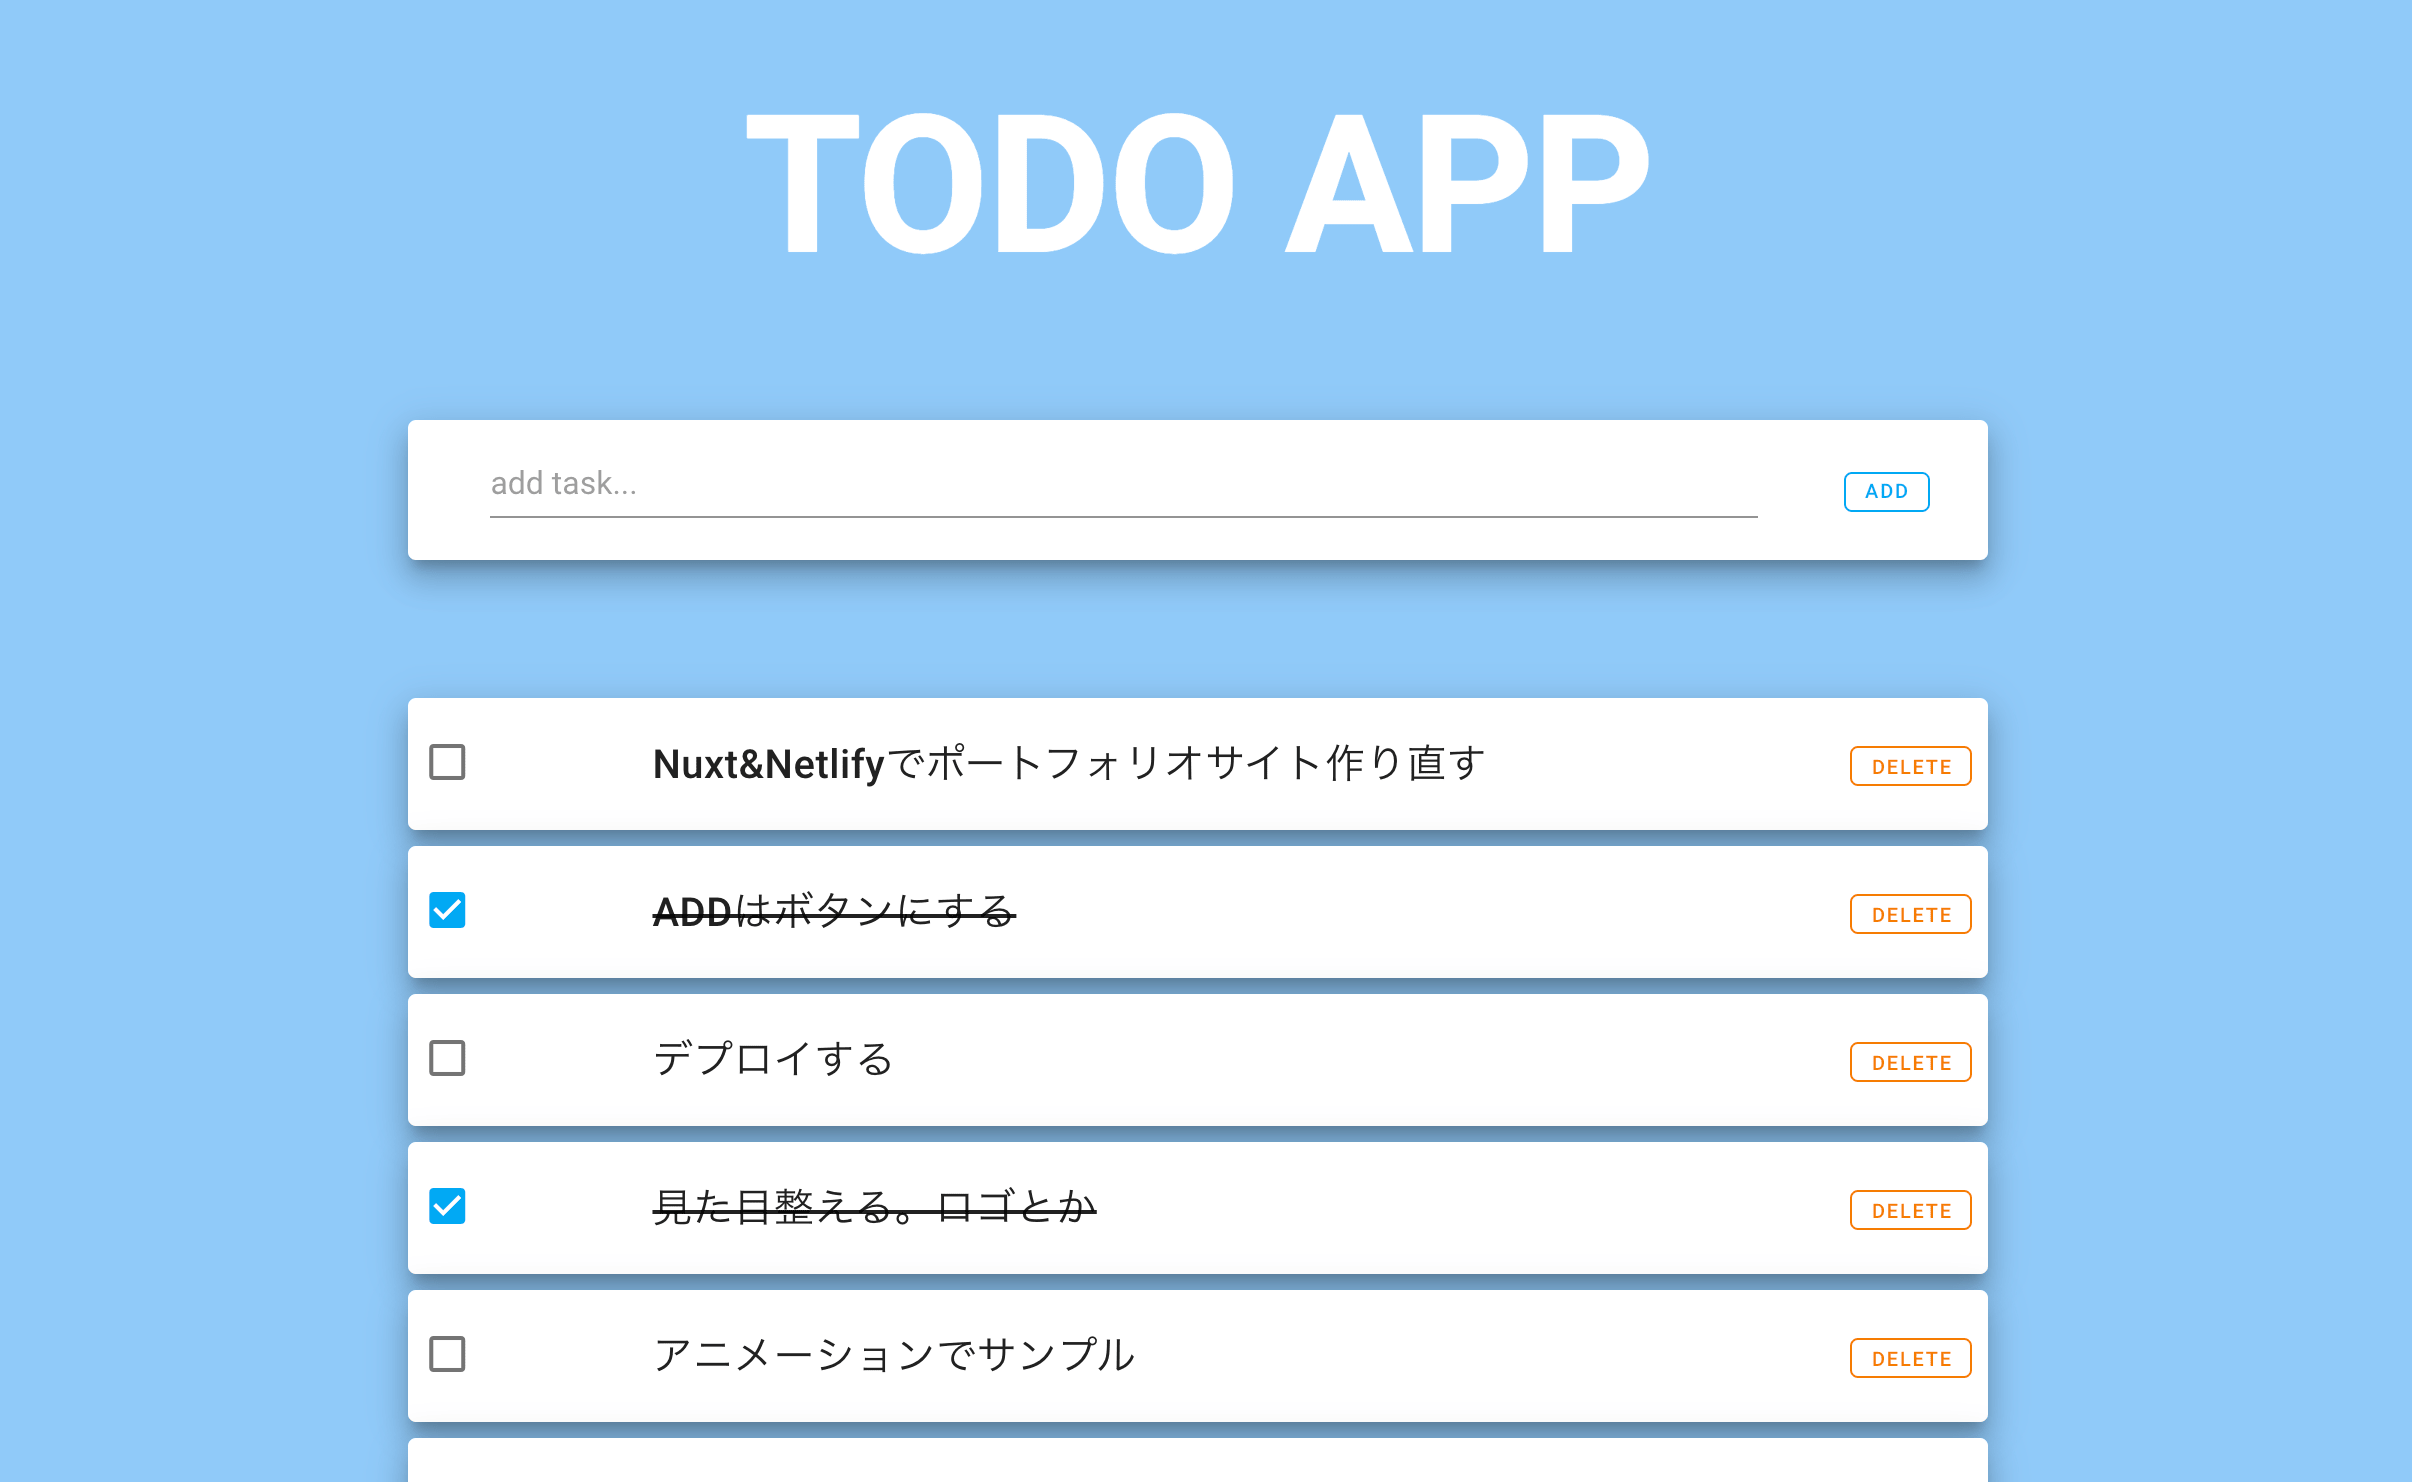 TODO APP
add task...
ADD
Nuxt&Netlifyでポートフォリオサイト作り直す
DELETE
ADDはボタンにする
DELETE
デプロイする
DELETE
見た目整える。ロゴとか
DELETE
アニメーションでサンプル
DELETE